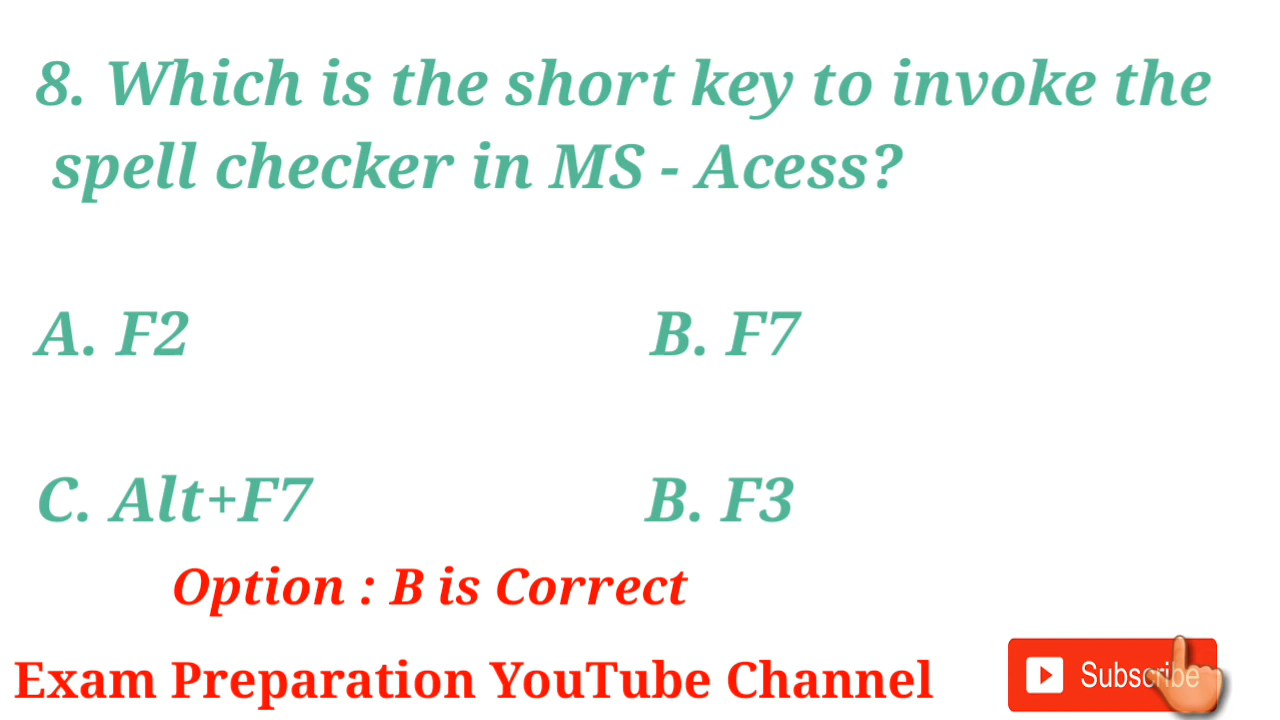 8. Which is the short key to invoke the
spell checker in MS - Acess?
A. F2 B. F7
C. Alt+F7 B. F3
Option : B is Correct
Exam Preparation YouTube Channel
Subscribe